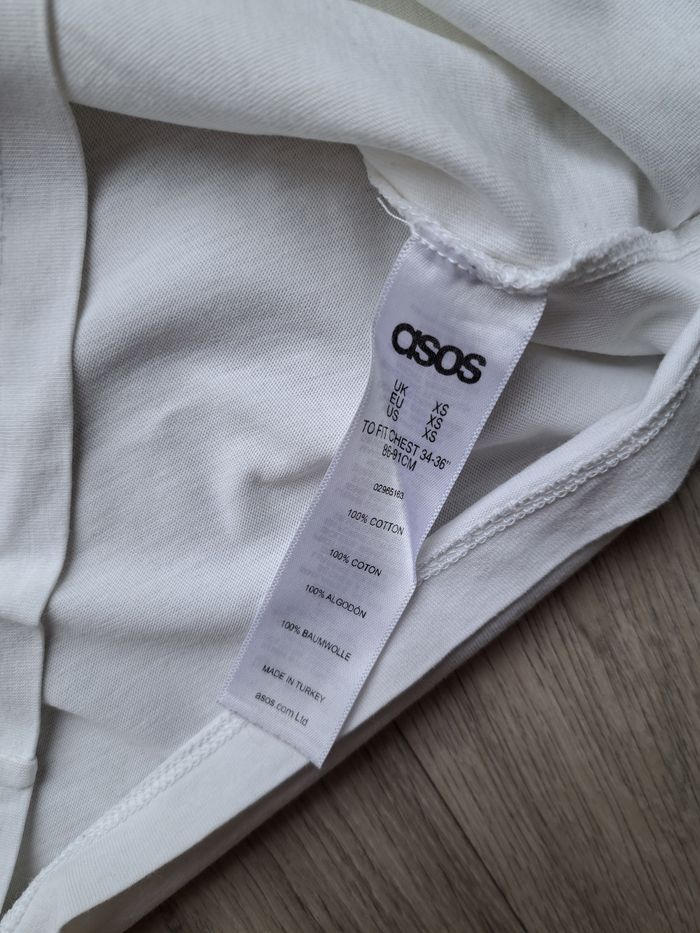 asos
UK XS
EU XS
US XS
TO FIT CHEST 34-36"
86-91CM
02965163
100% COTTON
100% COTON
100% ALGODÓN
100% BAUMWOLLE
MADE IN TURKEY
asos.com Ltd